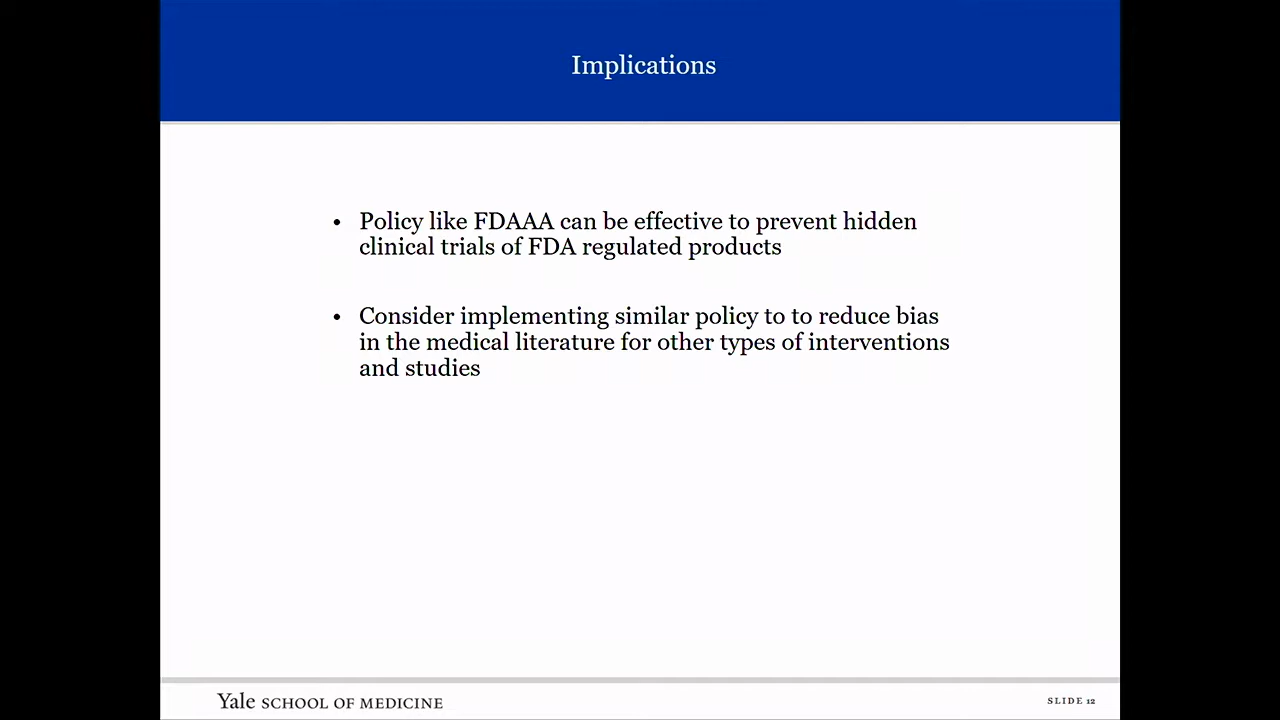 Implications
• Policy like FDAAA can be effective to prevent hidden
clinical trials of FDA regulated products
• Consider implementing similar policy to to reduce bias
in the medical literature for other types of interventions
and studies
Yale SCHOOL OF MEDICINE
SLIDE 12